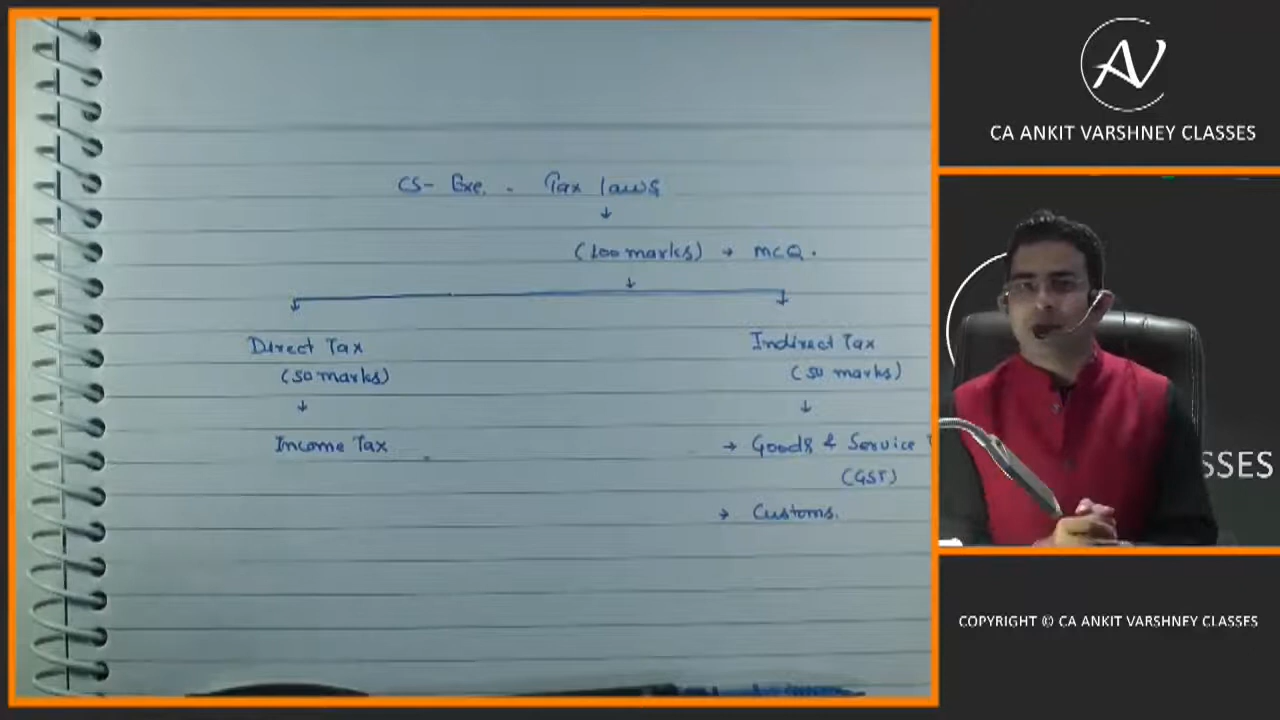 CS- Exe. - Tax laws
(100 marks) → MCQ.
Direct Tax
(50 marks)
Income Tax
Indirect Tax
(50 marks)
→ Goods & Service T
(GST)
→ Customs.
AV
CA ANKIT VARSHNEY CLASSES
SSES
COPYRIGHT © CA ANKIT VARSHNEY CLASSES